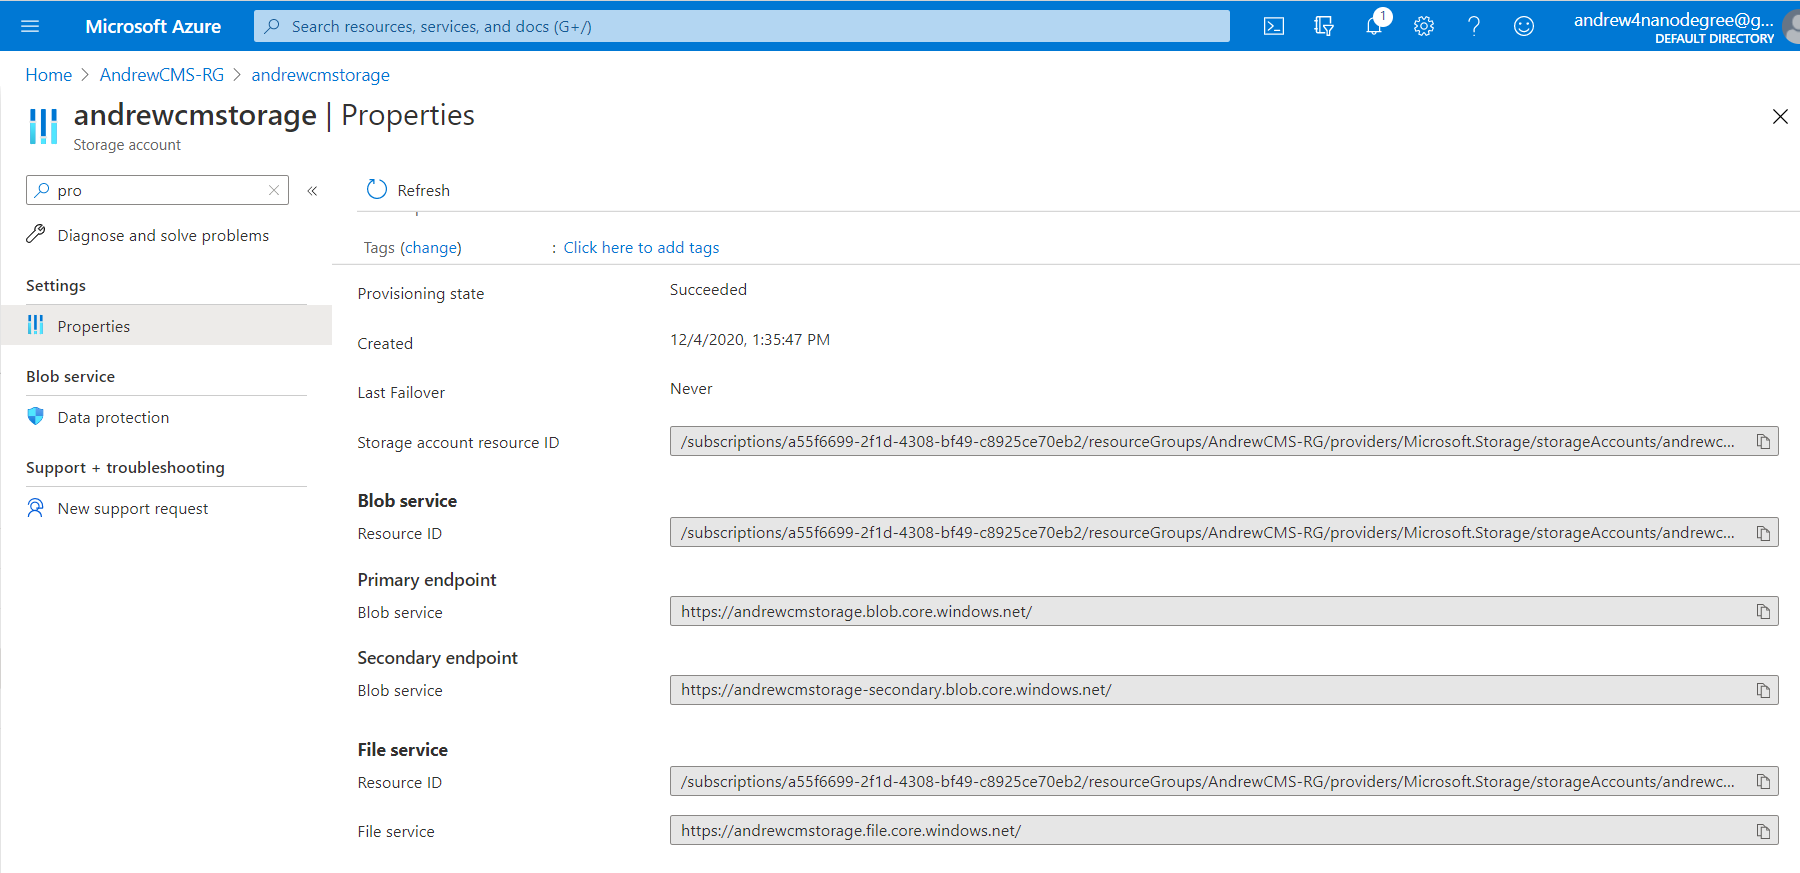 Microsoft Azure
Search resources, services, and docs (G+/)
1
andrew4nanodegree@g...
DEFAULT DIRECTORY
Home > AndrewCMS-RG > andrewcmstorage
andrewcmstorage | Properties
Storage account
pro
«
Refresh
Diagnose and solve problems
Tags (change) : Click here to add tags
Settings
Provisioning state Succeeded
Properties
Created 12/4/2020, 1:35:47 PM
Blob service
Last Failover Never
Data protection
Storage account resource ID /subscriptions/a55f6699-2f1d-4308-bf49-c8925ce70eb2/resourceGroups/AndrewCMS-RG/providers/Microsoft.Storage/storageAccounts/andrewc...
Support + troubleshooting
New support request
Blob service
Resource ID /subscriptions/a55f6699-2f1d-4308-bf49-c8925ce70eb2/resourceGroups/AndrewCMS-RG/providers/Microsoft.Storage/storageAccounts/andrewc...
Primary endpoint
Blob service https://andrewcmstorage.blob.core.windows.net/
Secondary endpoint
Blob service https://andrewcmstorage-secondary.blob.core.windows.net/
File service
Resource ID /subscriptions/a55f6699-2f1d-4308-bf49-c8925ce70eb2/resourceGroups/AndrewCMS-RG/providers/Microsoft.Storage/storageAccounts/andrewc...
File service https://andrewcmstorage.file.core.windows.net/